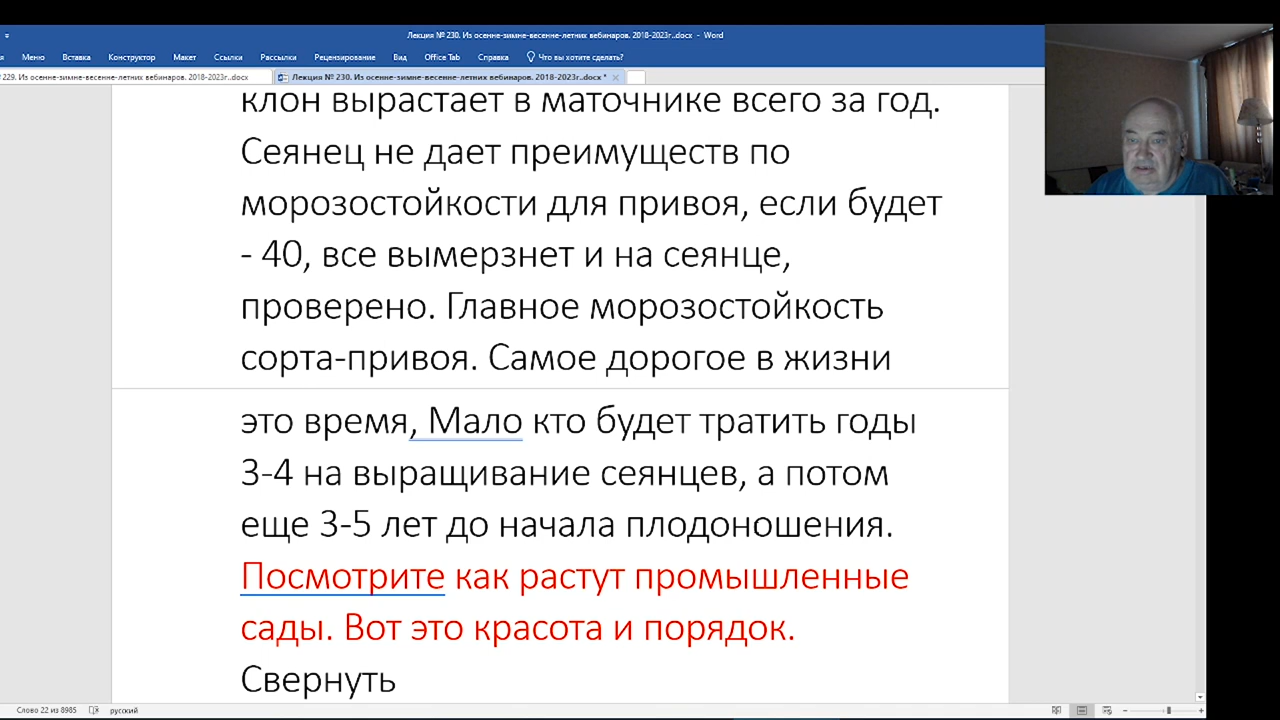 Лекция № 230. Из осенне-зимне-весенне-летних вебинаров. 2018-2023г..docx - Word
Меню Вставка Конструктор Макет Ссылки Рассылки Рецензирование Вид Office Tab Справка Что вы хотите сделать?
229. Из осенне-зимне-весенне-летних вебинаров. 2018-2023г..docx Лекция № 230. Из осенне-зимне-весенне-летних вебинаров. 2018-2023г..docx *
клон вырастает в маточнике всего за год.
Сеянец не дает преимуществ по
морозостойкости для привоя, если будет
- 40, все вымерзнет и на сеянце,
проверено. Главное морозостойкость
сорта-привоя. Самое дорогое в жизни
это время, Мало кто будет тратить годы
3-4 на выращивание сеянцев, а потом
еще 3-5 лет до начала плодоношения.
Посмотрите как растут промышленные
сады. Вот это красота и порядок.
Свернуть
Слово 22 из 8985 русский